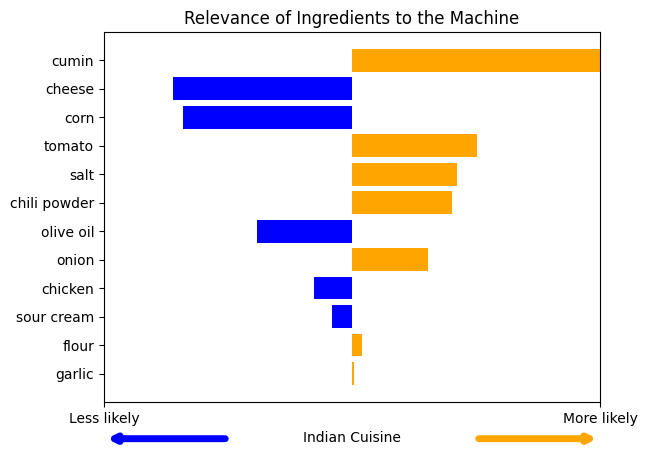 Relevance of Ingredients to the Machine
cumin
cheese
corn
tomato
salt
chili powder
olive oil
onion
chicken
sour cream
flour
garlic
Less likely
More likely
Indian Cuisine